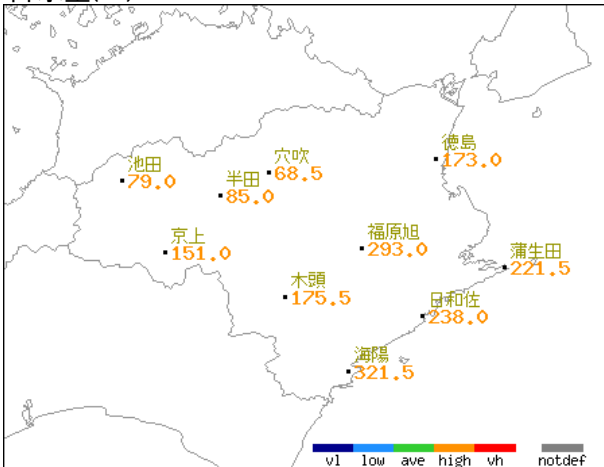 徳島
173.0
穴吹
68.5
池田
79.0
半田
85.0
京上
151.0
福原旭
293.0
蒲生田
221.5
木頭
175.5
日和佐
238.0
海陽
321.5
vl low ave high vh notdef